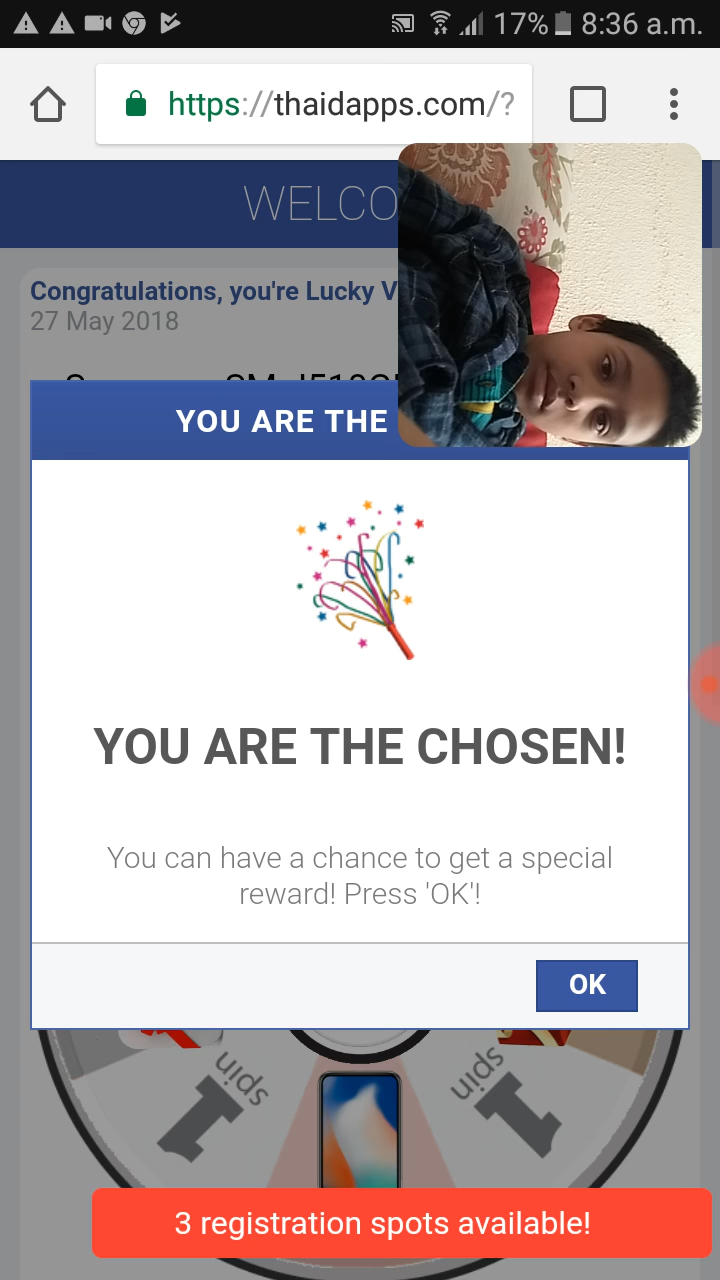 17% 8:36 a.m.
https://thaidapps.com/?
WELCO
Congratulations, you're Lucky V
27 May 2018
YOU ARE THE
YOU ARE THE CHOSEN!
You can have a chance to get a special
reward! Press 'OK'!
OK
spin
spin
3 registration spots available!